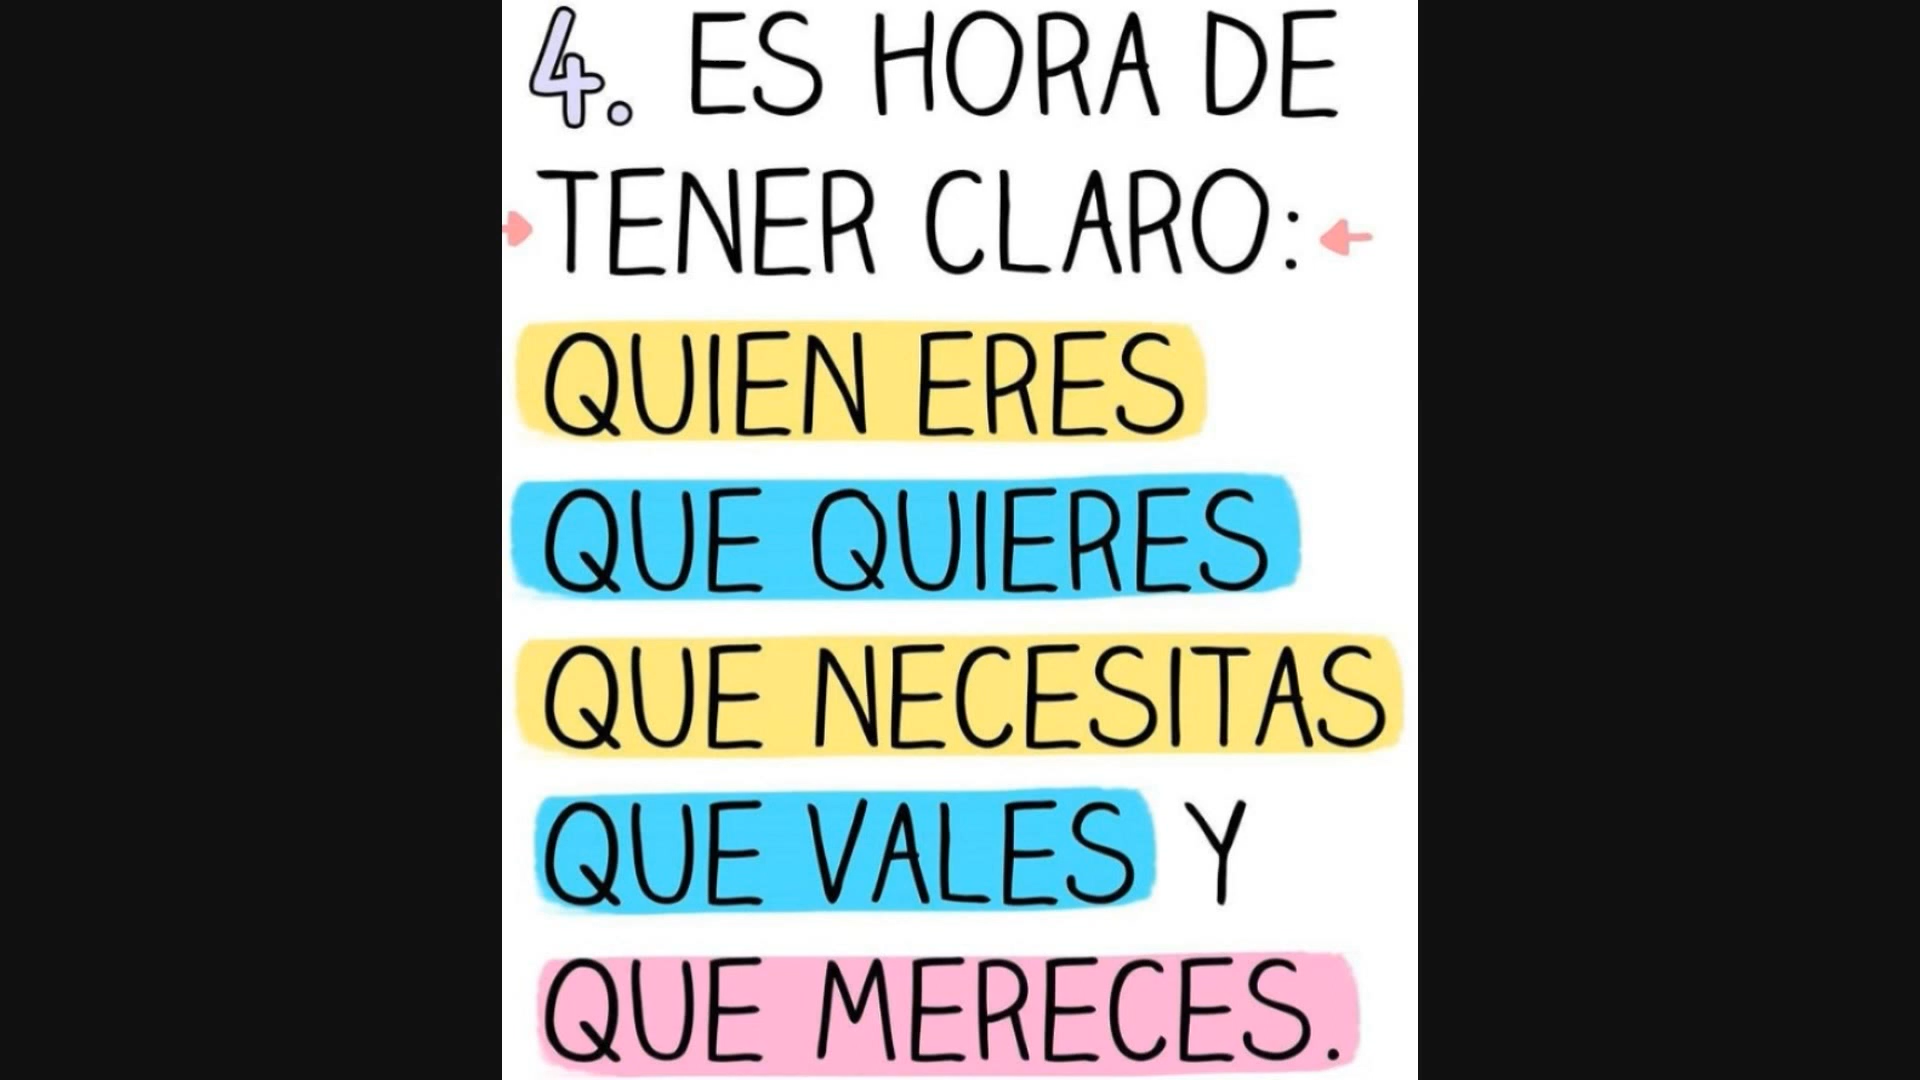 4. ES HORA DE
TENER CLARO:
QUIEN ERES
QUE QUIERES
QUE NECESITAS
QUE VALES Y
QUE MERECES.